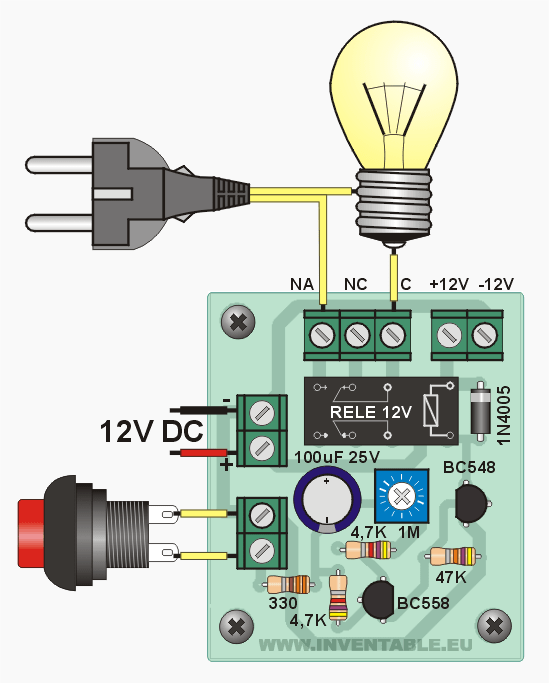 NA NC C +12V -12V
-
12V DC
+
RELE 12V
1N4005
100uF 25V
+
BC548
4,7K
1M
47K
330
4,7K
BC558
WWW.INVENTABLE.EU